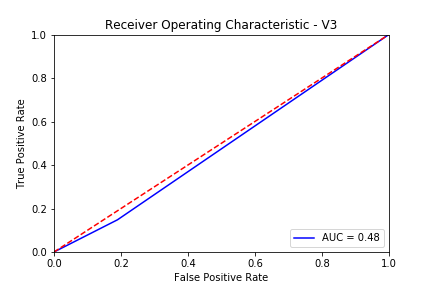 Receiver Operating Characteristic - V3
True Positive Rate
1.0
0.8
0.6
0.4
0.2
0.0
AUC = 0.48
0.0 0.2 0.4 0.6 0.8 1.0
False Positive Rate